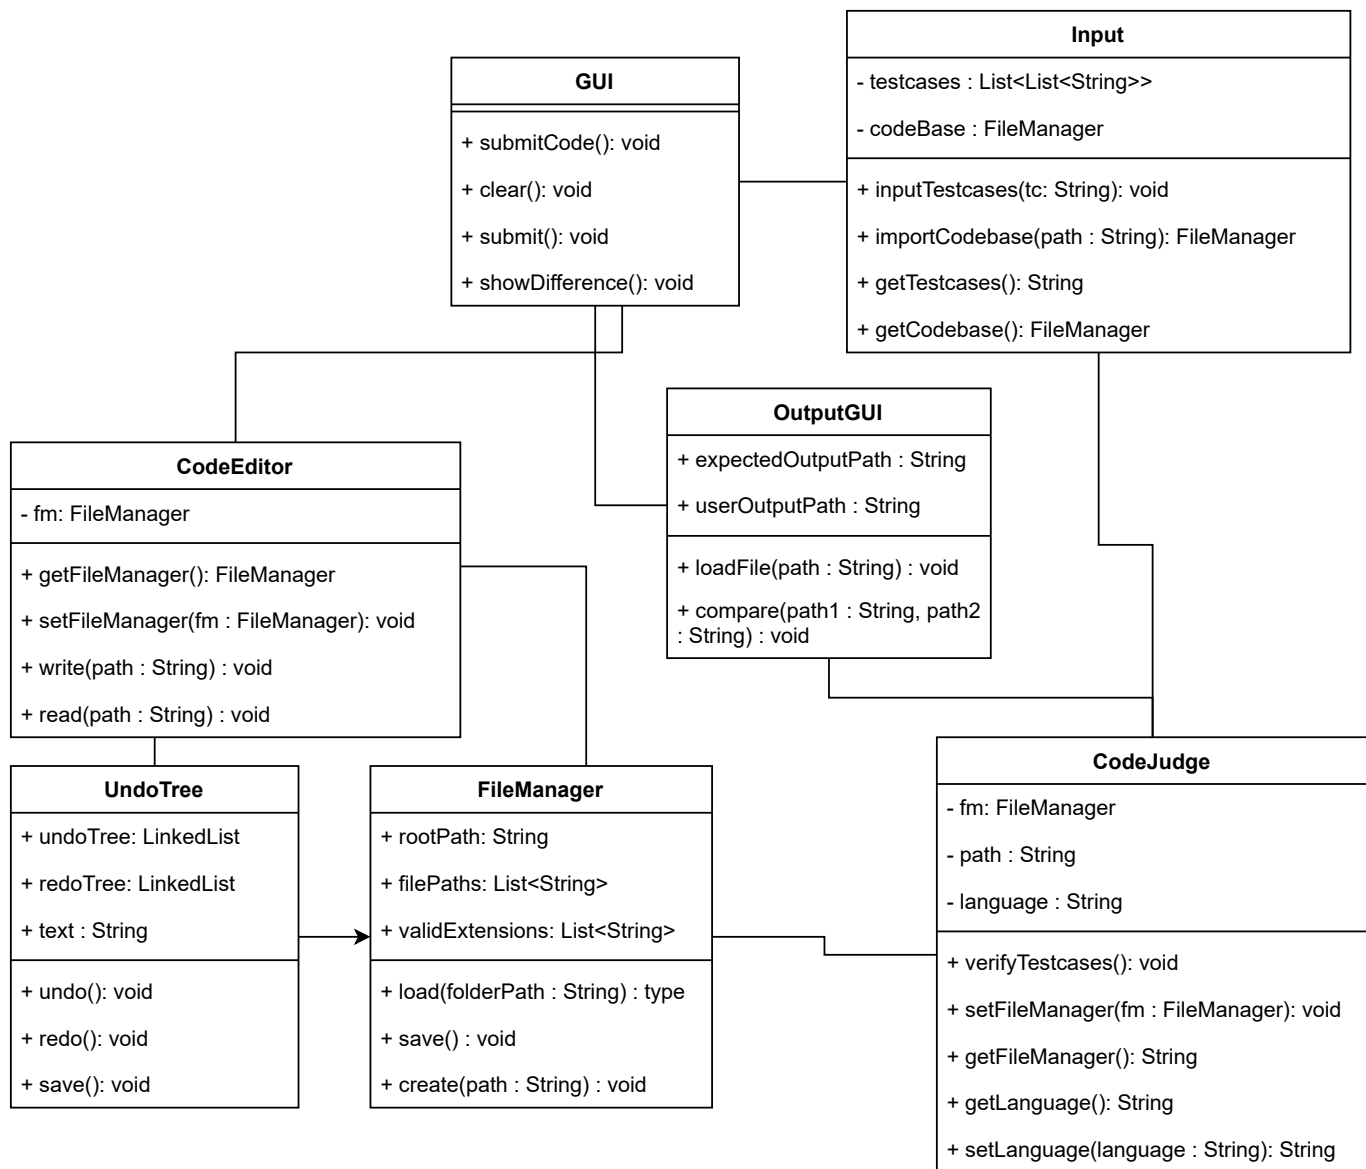 GUI
+ submitCode(): void
+ clear(): void
+ submit(): void
+ showDifference(): void
Input
- testcases : List<List<String>>
- codeBase : FileManager
+ inputTestcases(tc: String): void
+ importCodebase(path : String): FileManager
+ getTestcases(): String
+ getCodebase(): FileManager
OutputGUI
+ expectedOutputPath : String
+ userOutputPath : String
+ loadFile(path : String) : void
+ compare(path1 : String, path2
: String) : void
CodeEditor
- fm: FileManager
+ getFileManager(): FileManager
+ setFileManager(fm : FileManager): void
+ write(path : String) : void
+ read(path : String) : void
UndoTree
+ undoTree: LinkedList
+ redoTree: LinkedList
+ text : String
+ undo(): void
+ redo(): void
+ save(): void
FileManager
+ rootPath: String
+ filePaths: List<String>
+ validExtensions: List<String>
+ load(folderPath : String) : type
+ save() : void
+ create(path : String) : void
CodeJudge
- fm: FileManager
- path : String
- language : String
+ verifyTestcases(): void
+ setFileManager(fm : FileManager): void
+ getFileManager(): String
+ getLanguage(): String
+ setLanguage(language : String): String